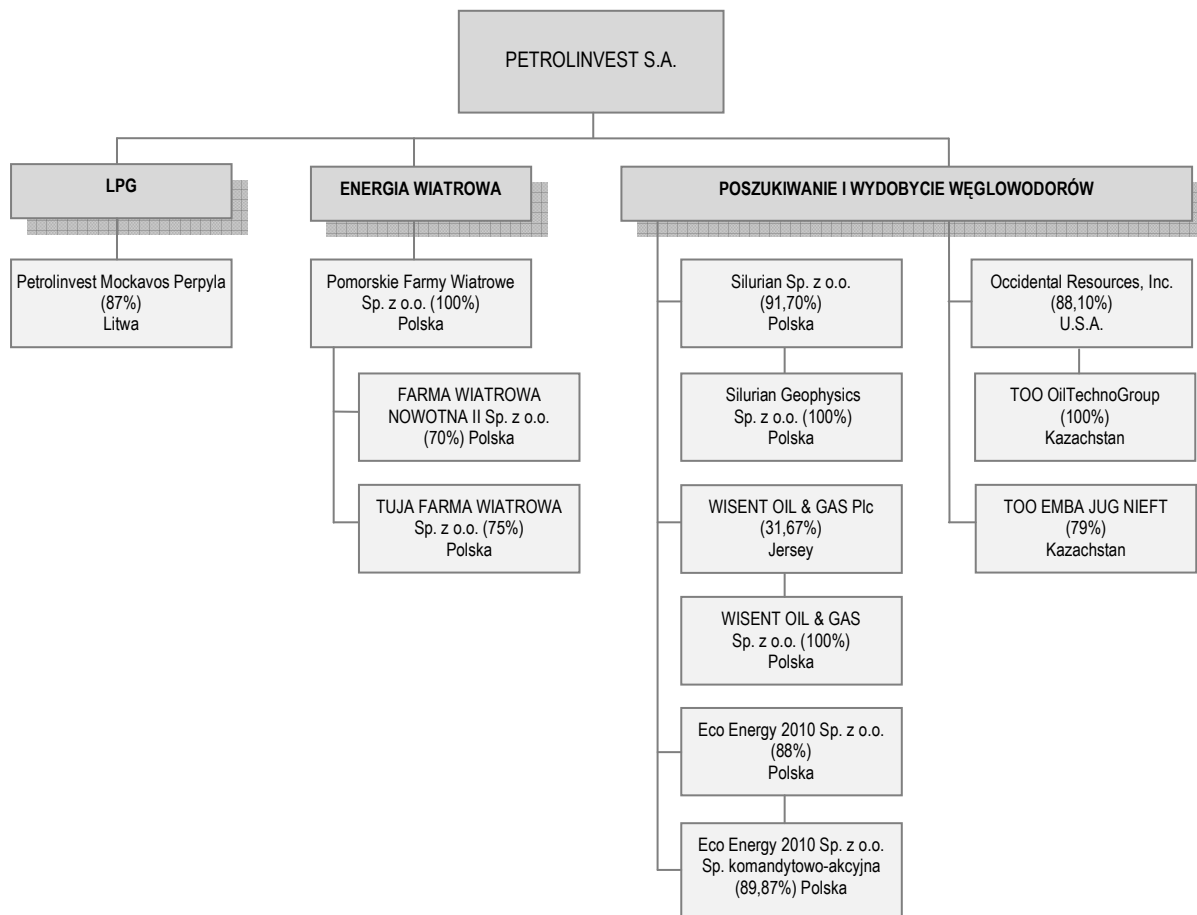 PETROLINVEST S.A.
LPG
ENERGIA WIATROWA
POSZUKIWANIE I WYDOBYCIE WĘGLOWODORÓW
Petrolinvest Mockavos Perpyla
(87%)
Litwa
Pomorskie Farmy Wiatrowe
Sp. z o.o. (100%)
Polska
FARMA WIATROWA
NOWOTNA II Sp. z o.o.
(70%) Polska
TUJA FARMA WIATROWA
Sp. z o.o. (75%)
Polska
Silurian Sp. z o.o.
(91,70%)
Polska
Silurian Geophysics
Sp. z o.o. (100%)
Polska
WISENT OIL & GAS Plc
(31,67%)
Jersey
WISENT OIL & GAS
Sp. z o.o. (100%)
Polska
Eco Energy 2010 Sp. z o.o.
(88%)
Polska
Eco Energy 2010 Sp. z o.o.
Sp. komandytowo-akcyjna
(89,87%) Polska
Occidental Resources, Inc.
(88,10%)
U.S.A.
TOO OilTechnoGroup
(100%)
Kazachstan
TOO EMBA JUG NIEFT
(79%)
Kazachstan